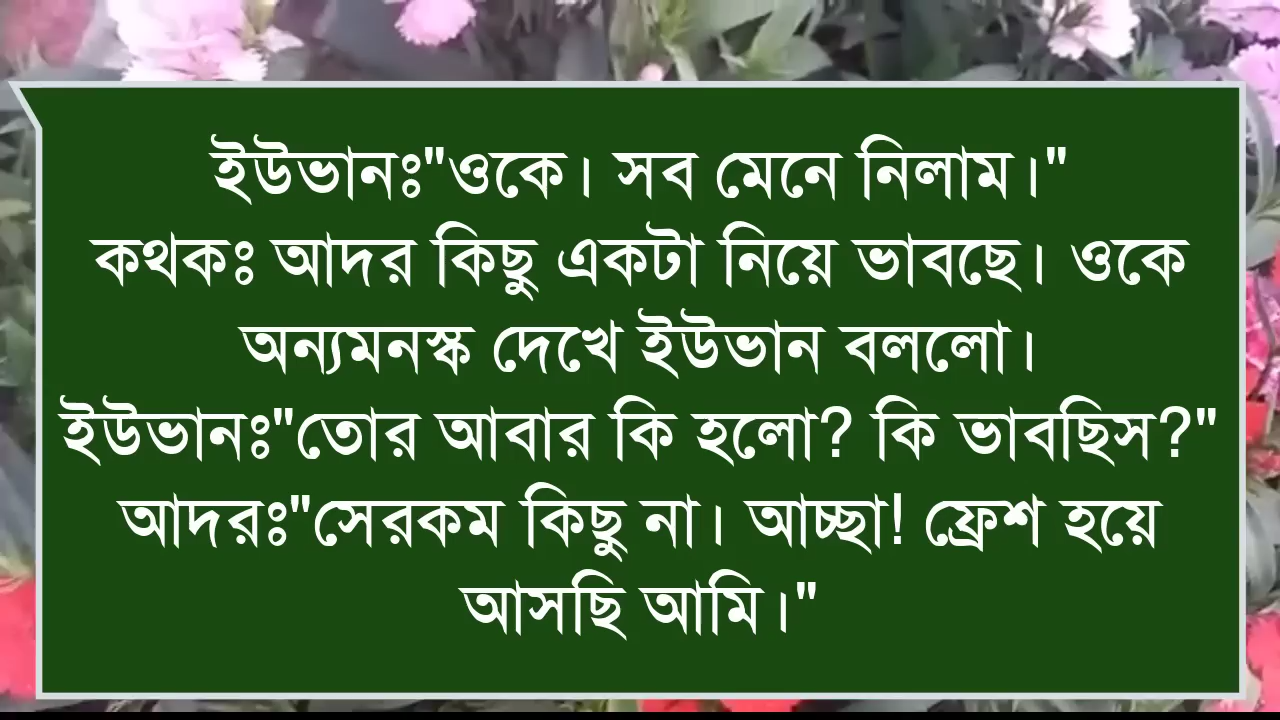 ইউভানঃ"ওকে। সব মেনে নিলাম।"
কথকঃ আদর কিছু একটা নিয়ে ভাবছে। ওকে
অন্যমনস্ক দেখে ইউভান বললো।
ইউভানঃ"তোর আবার কি হলো? কি ভাবছিস?"
আদরঃ"সেরকম কিছু না। আচ্ছা! ফ্রেশ হয়ে
আসছি আমি।"